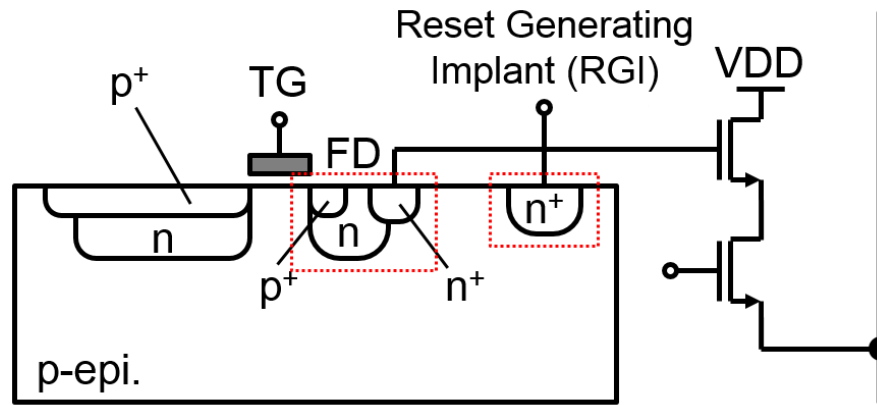 Reset Generating
Implant (RGI)
VDD
p+
TG
FD
n+
n
n
p+
n+
p-epi.